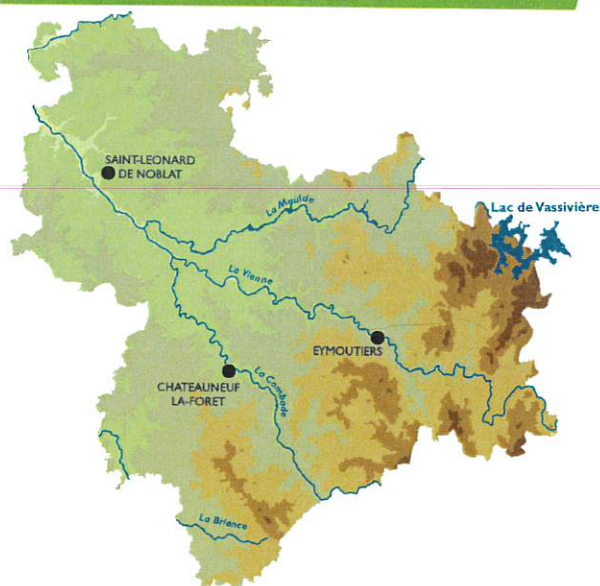 SAINT-LEONARD
DE NOBLAT
La Maulde
Lac de Vassivière
La Vienne
EYMOUTIERS
CHATEAUNEUF
LA-FORET
La Combade
La Briance